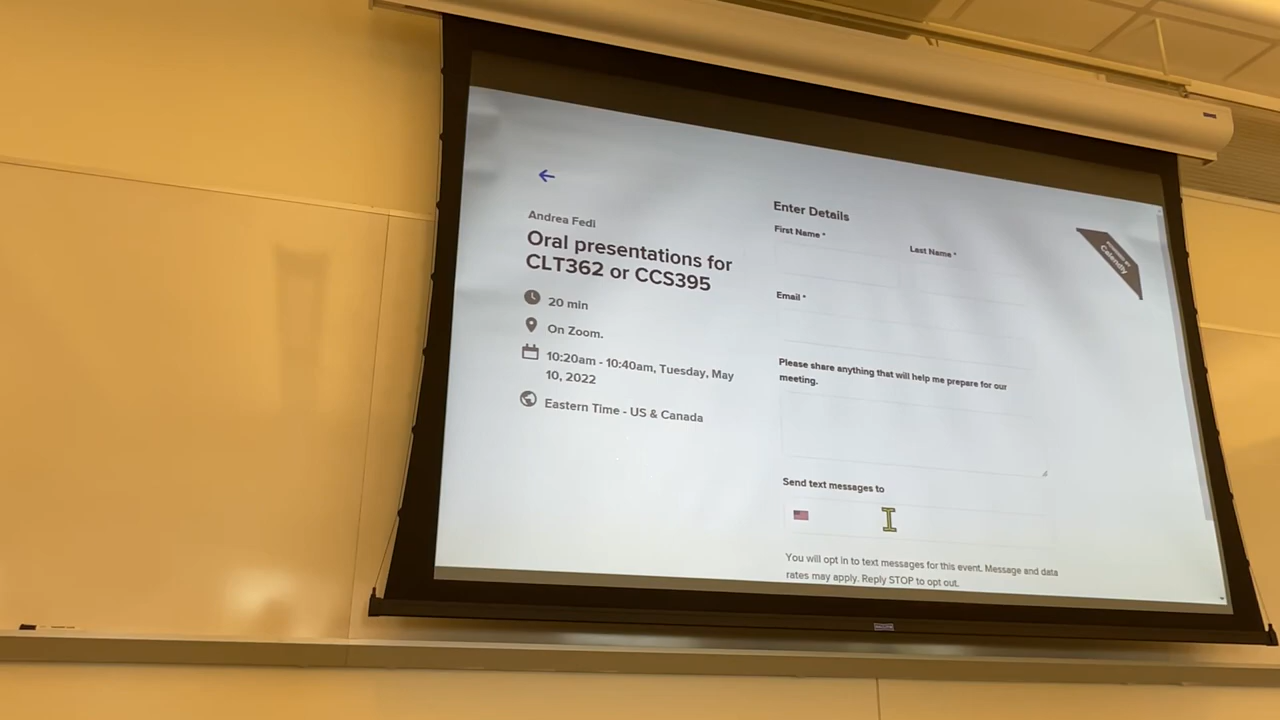 Andrea Fedi
Oral presentations for
CLT362 or CCS395
20 min
On Zoom.
10:20am - 10:40am, Tuesday, May
10, 2022
Eastern Time - US & Canada
Enter Details
First Name *
Last Name *
Email *
Please share anything that will help me prepare for our
meeting.
Send text messages to
You will opt in to text messages for this event. Message and data
rates may apply. Reply STOP to opt out.
POWERED BY
Calendly